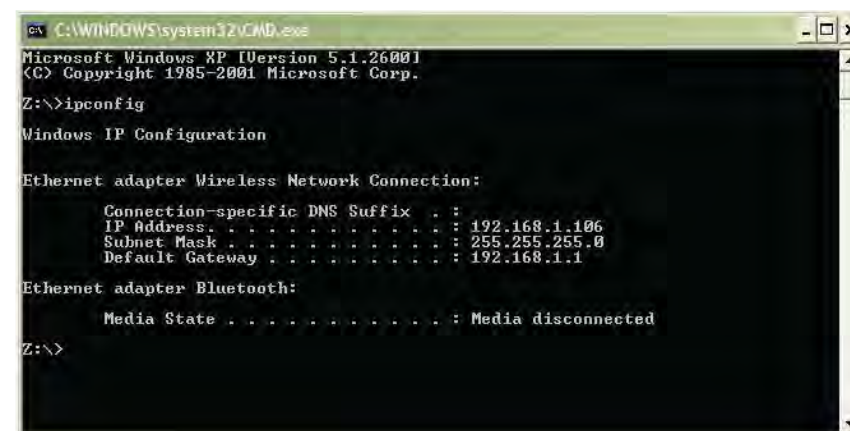 C:\WINDOWS\system32\CMD.exe
Microsoft Windows XP [Version 5.1.2600]
(C) Copyright 1985-2001 Microsoft Corp.
Z:\>ipconfig
Windows IP Configuration
Ethernet adapter Wireless Network Connection:
Connection-specific DNS Suffix . :
IP Address. . . . . . . . . . . . : 192.168.1.106
Subnet Mask . . . . . . . . . . . : 255.255.255.0
Default Gateway . . . . . . . . . : 192.168.1.1
Ethernet adapter Bluetooth:
Media State . . . . . . . . . . . : Media disconnected
Z:\>